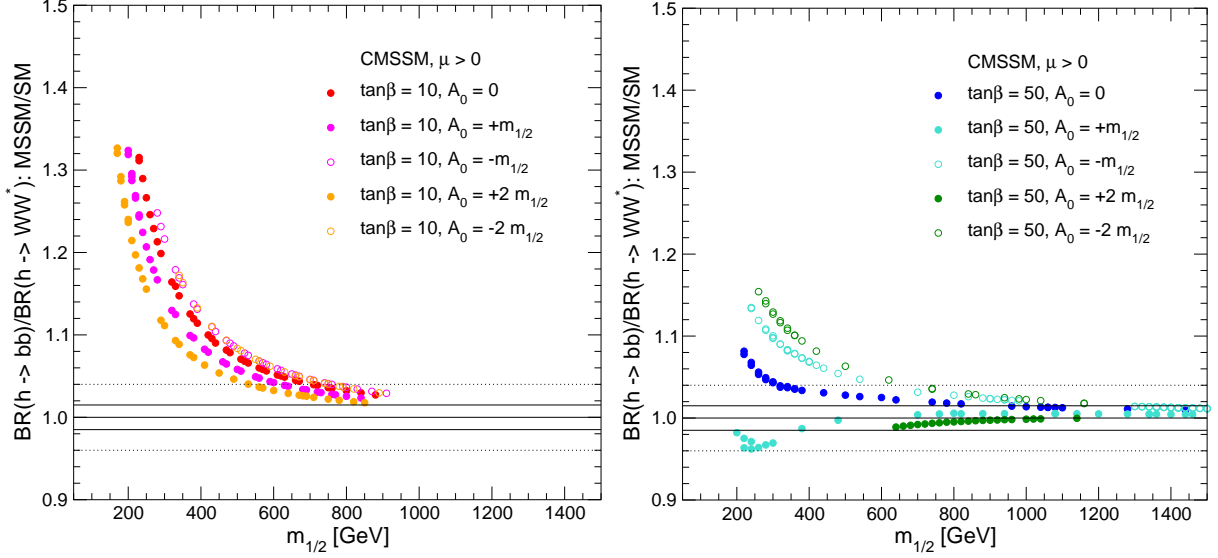 BR(h -> bb)/BR(h -> WW*): MSSM/SM
1.5
1.4
1.3
1.2
1.1
1.0
0.9
CMSSM, μ > 0
tanβ = 10, A₀ = 0
tanβ = 10, A₀ = +m₁/₂
tanβ = 10, A₀ = -m₁/₂
tanβ = 10, A₀ = +2 m₁/₂
tanβ = 10, A₀ = -2 m₁/₂
200 400 600 800 1000 1200 1400
m₁/₂ [GeV]
BR(h -> bb)/BR(h -> WW*): MSSM/SM
1.5
1.4
1.3
1.2
1.1
1.0
0.9
CMSSM, μ > 0
tanβ = 50, A₀ = 0
tanβ = 50, A₀ = +m₁/₂
tanβ = 50, A₀ = -m₁/₂
tanβ = 50, A₀ = +2 m₁/₂
tanβ = 50, A₀ = -2 m₁/₂
200 400 600 800 1000 1200 1400
m₁/₂ [GeV]